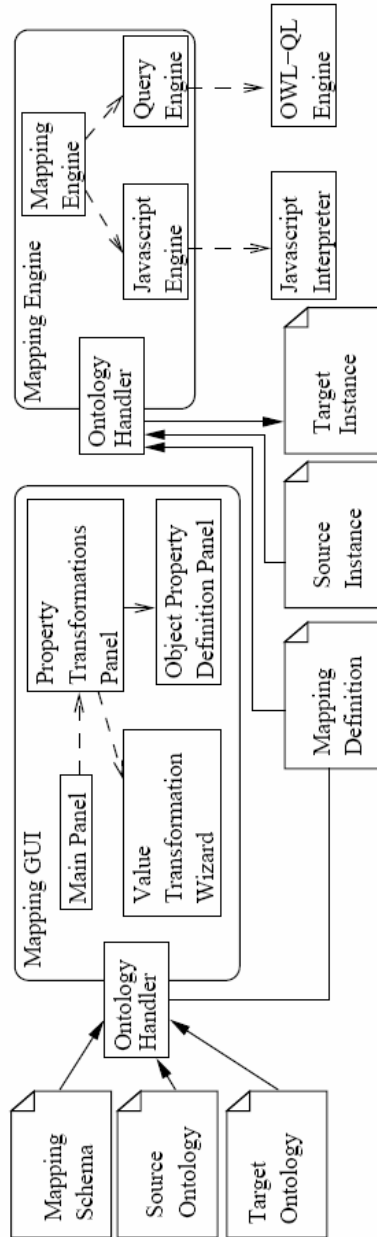 Mapping
Schema
Source
Ontology
Target
Ontology
Ontology
Handler
Mapping GUI
Main Panel
Property
Transformations
Panel
Value
Transformation
Wizard
Object Property
Definition Panel
Mapping
Definition
Source
Instance
Target
Instance
Ontology
Handler
Mapping Engine
Mapping
Engine
Javascript
Engine
Query
Engine
Javascript
Interpreter
OWL−QL
Engine